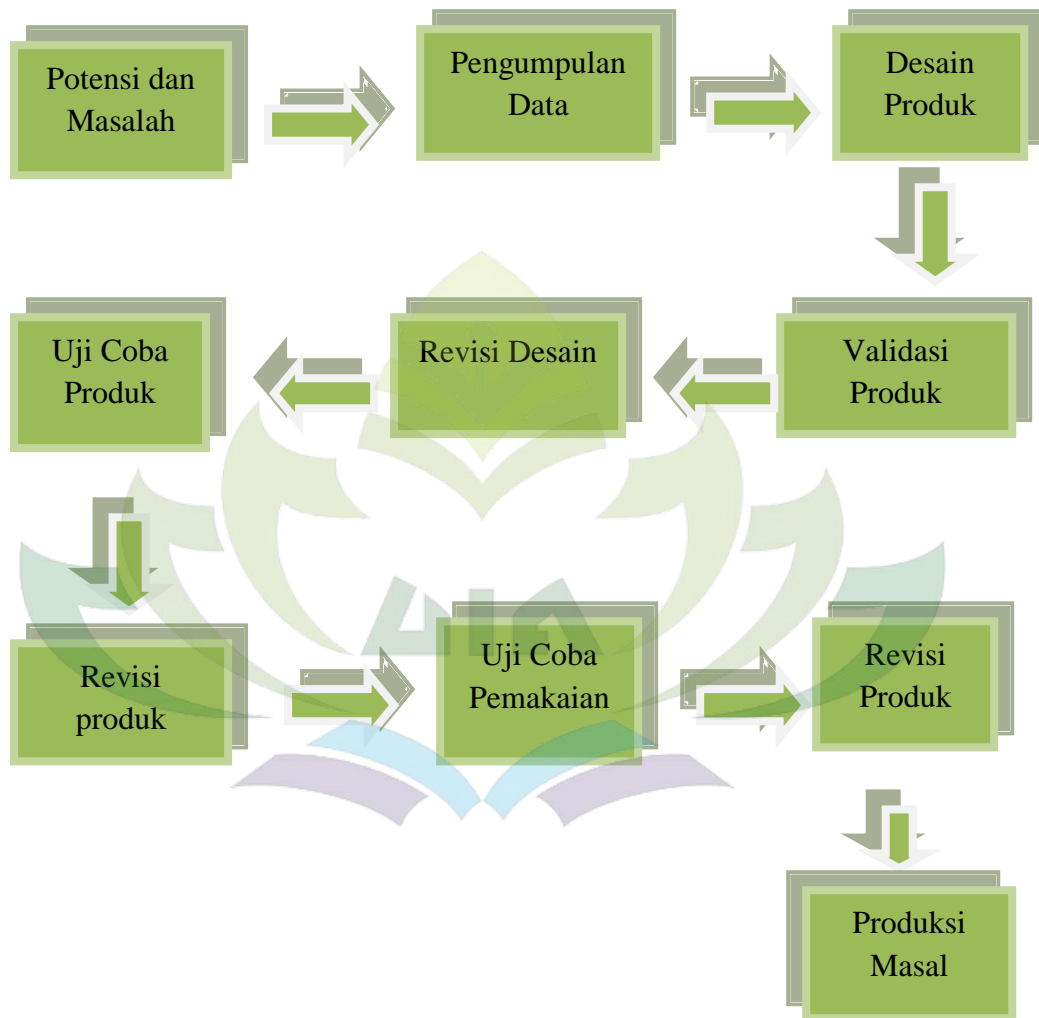 Potensi dan
Masalah
Pengumpulan
Data
Desain
Produk
Validasi
Produk
Revisi Desain
Uji Coba
Produk
Revisi
produk
Uji Coba
Pemakaian
Revisi
Produk
Produksi
Masal